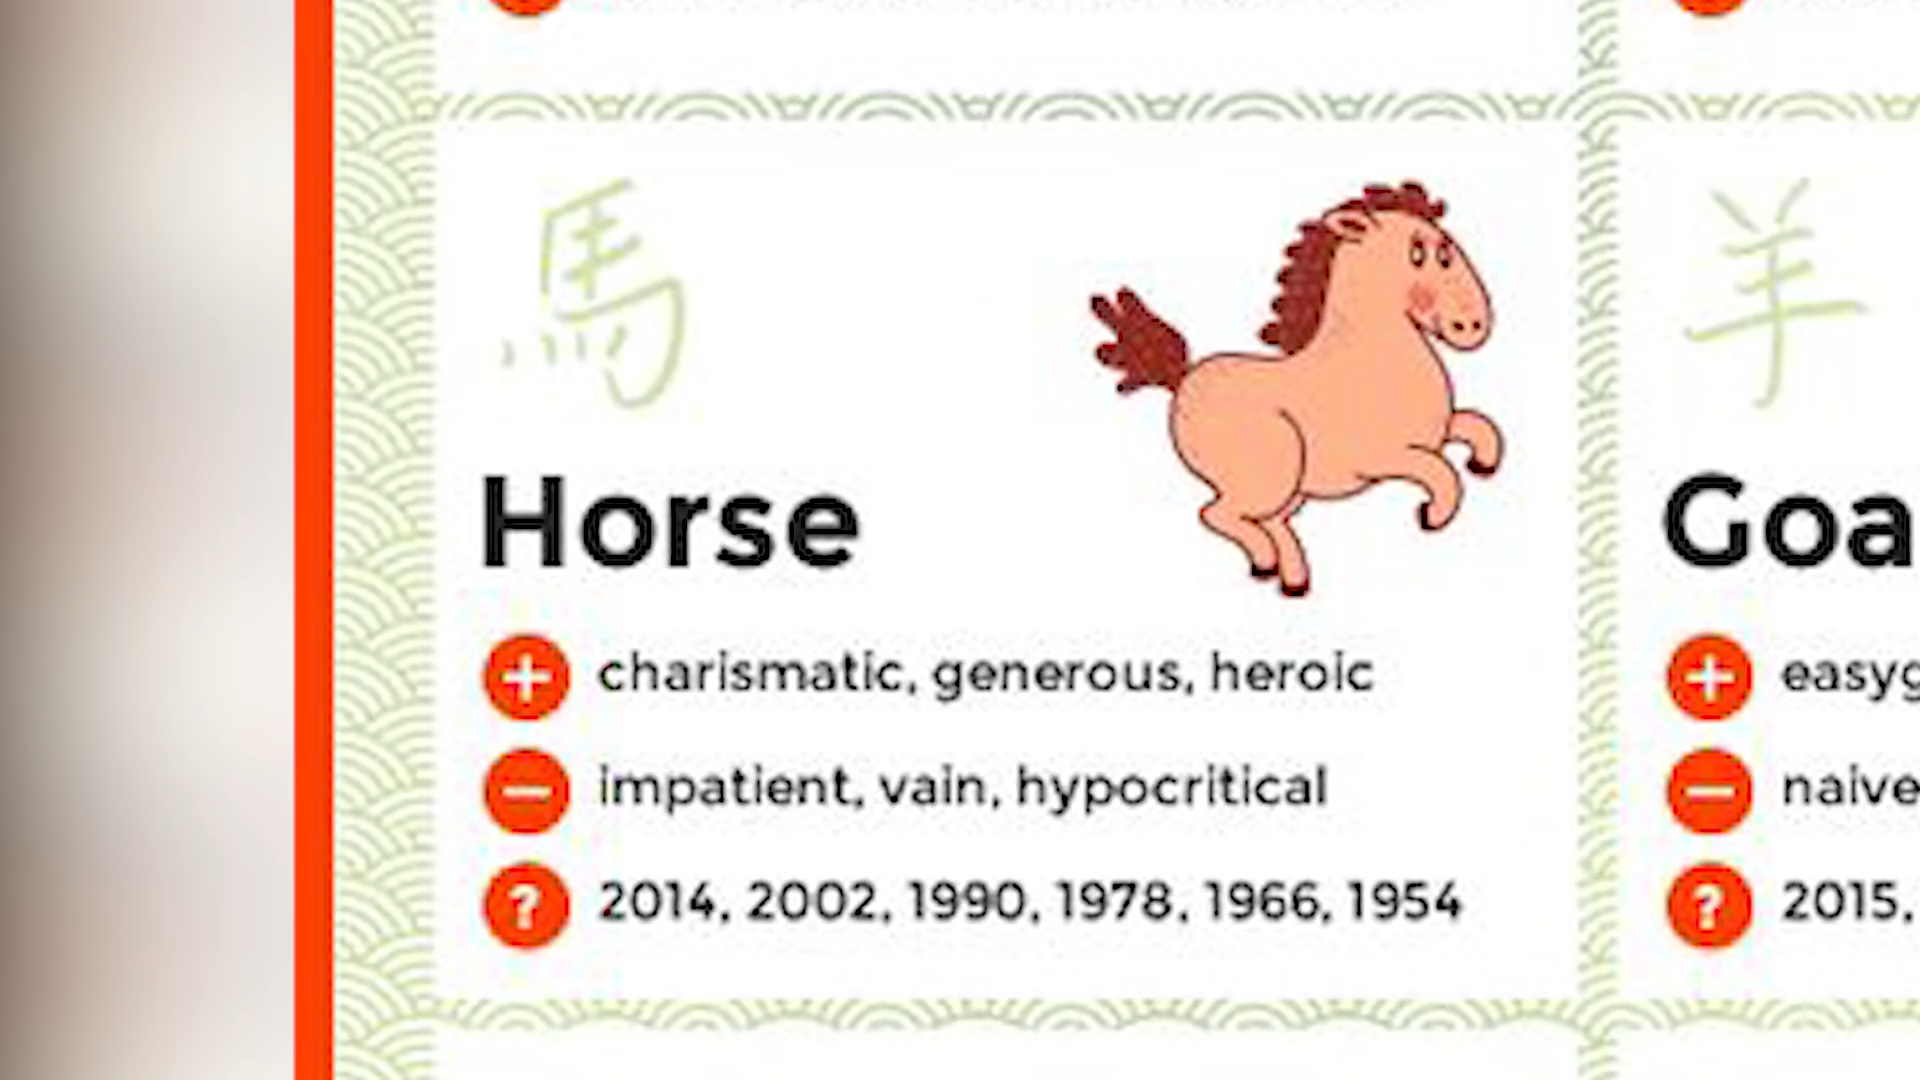 馬
羊
Horse
Goa
+ charismatic, generous, heroic
+ easyg
− impatient, vain, hypocritical
− naive
? 2014, 2002, 1990, 1978, 1966, 1954
? 2015,